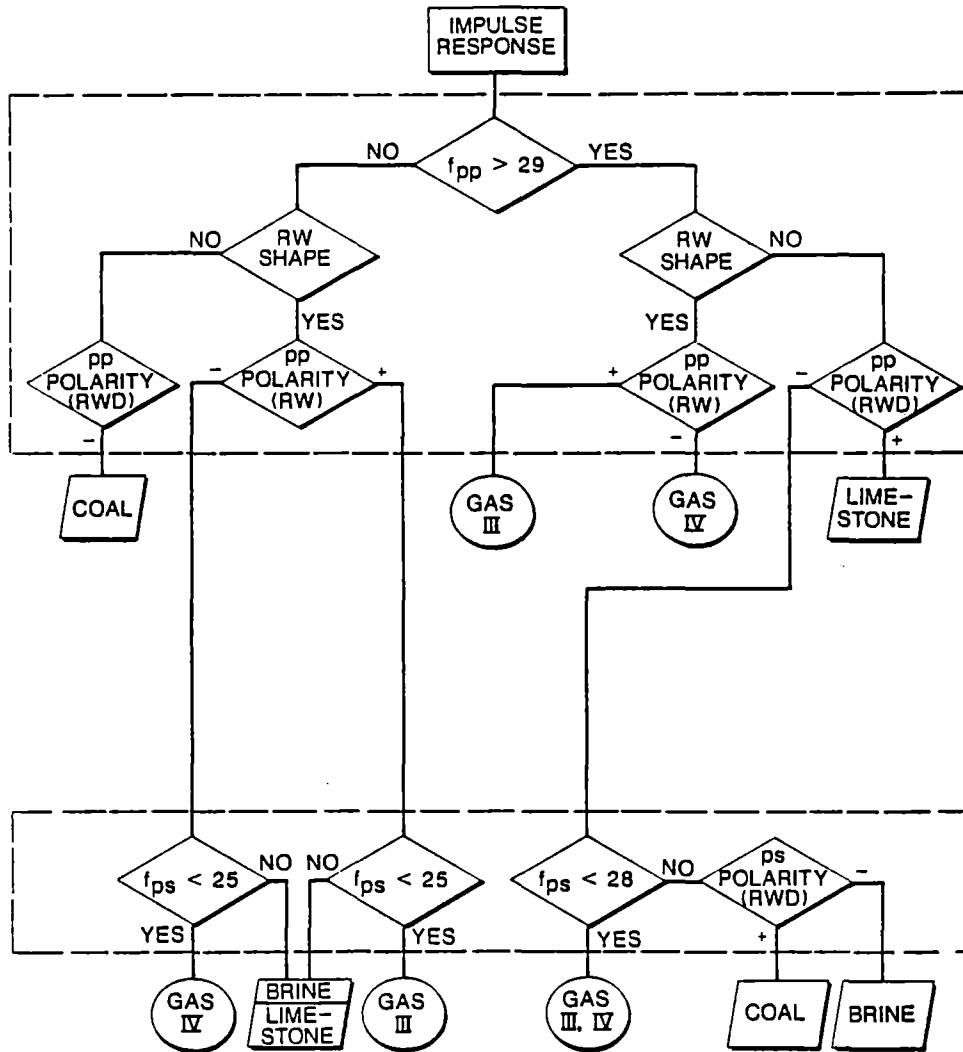 IMPULSE
RESPONSE
NO
f_pp > 29
YES
NO
RW
SHAPE
RW
SHAPE
NO
YES
YES
pp
POLARITY
(RWD)
−
−
pp
POLARITY
(RW)
+
+
pp
POLARITY
(RW)
−
−
pp
POLARITY
(RWD)
+
COAL
GAS
III
GAS
IV
LIME-
STONE
f_ps < 25
NO
YES
NO
f_ps < 25
YES
f_ps < 28
NO
YES
ps
POLARITY
(RWD)
−
+
GAS
IV
BRINE
LIME-
STONE
GAS
III
GAS
III, IV
COAL
BRINE